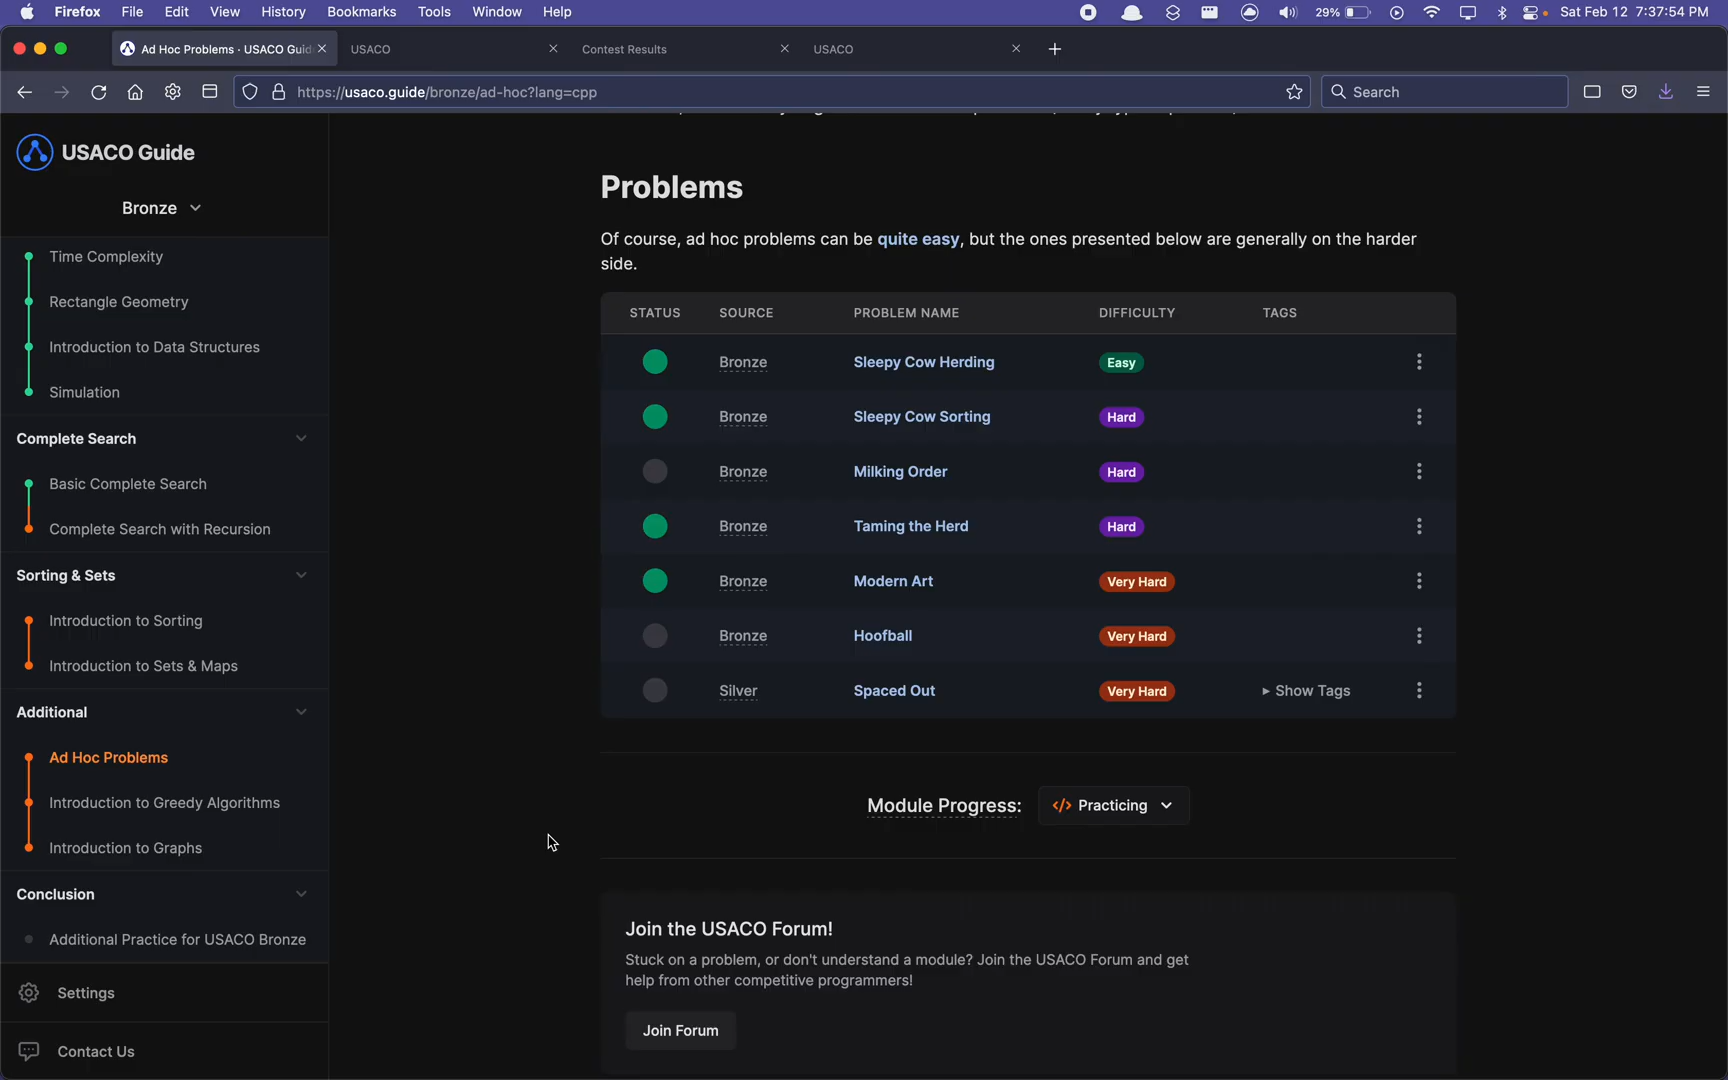 Firefox File Edit View History Bookmarks Tools Window Help 29% Sat Feb 12 7:37:54 PM
Ad Hoc Problems · USACO Guid USACO Contest Results USACO
https://usaco.guide/bronze/ad-hoc?lang=cpp Search
USACO Guide
Bronze
Time Complexity
Rectangle Geometry
Introduction to Data Structures
Simulation
Complete Search
Basic Complete Search
Complete Search with Recursion
Sorting & Sets
Introduction to Sorting
Introduction to Sets & Maps
Additional
Ad Hoc Problems
Introduction to Greedy Algorithms
Introduction to Graphs
Conclusion
Additional Practice for USACO Bronze
Settings
Contact Us
Problems
Of course, ad hoc problems can be quite easy, but the ones presented below are generally on the harder
side.
STATUS SOURCE PROBLEM NAME DIFFICULTY TAGS
Bronze Sleepy Cow Herding Easy
Bronze Sleepy Cow Sorting Hard
Bronze Milking Order Hard
Bronze Taming the Herd Hard
Bronze Modern Art Very Hard
Bronze Hoofball Very Hard
Silver Spaced Out Very Hard Show Tags
Module Progress: </> Practicing
Join the USACO Forum!
Stuck on a problem, or don't understand a module? Join the USACO Forum and get
help from other competitive programmers!
Join Forum